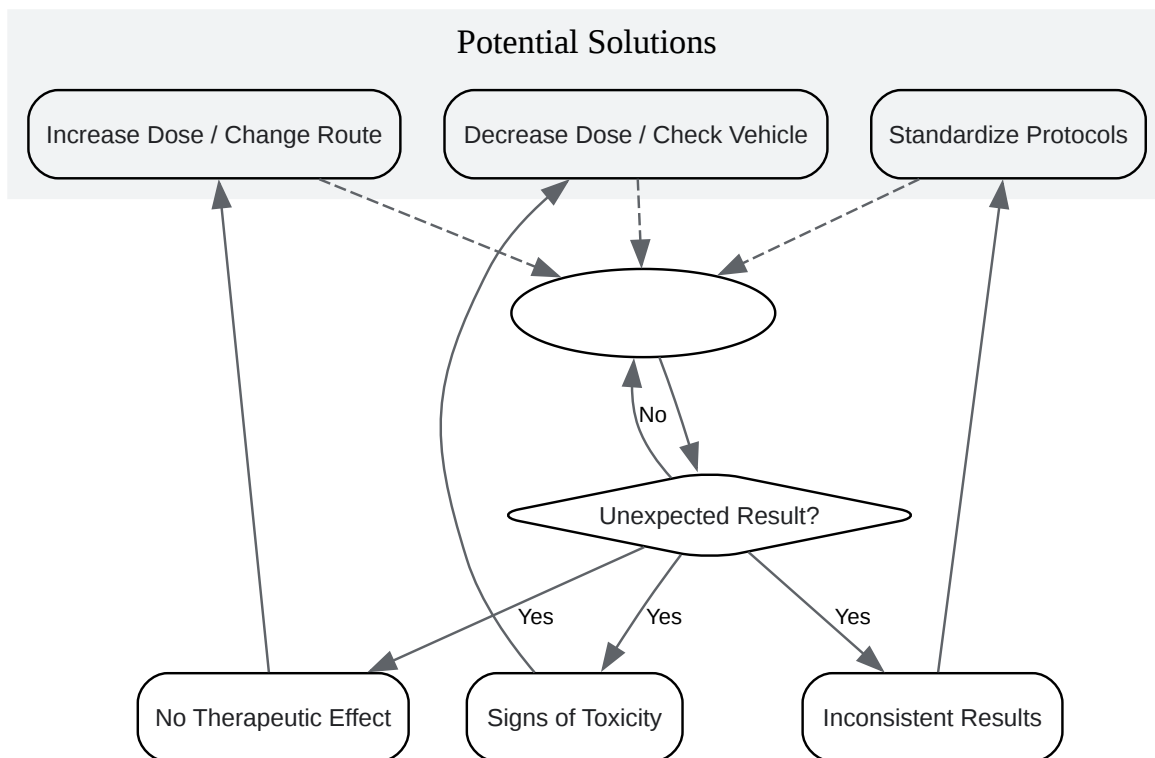 Potential Solutions
Increase Dose / Change Route
Decrease Dose / Check Vehicle
Standardize Protocols
No
Unexpected Result?
Yes
Yes
Yes
No Therapeutic Effect
Signs of Toxicity
Inconsistent Results